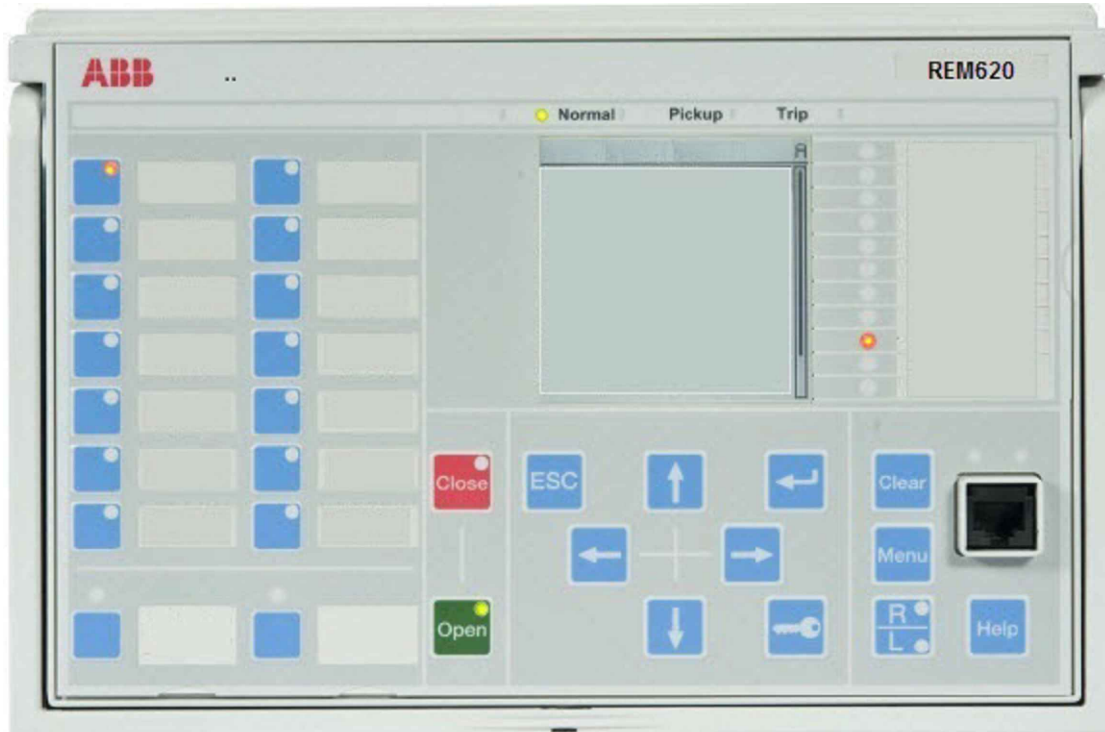 ABB .. REM620
Normal Pickup Trip
Close
ESC
Clear
Menu
Open
R
L
Help